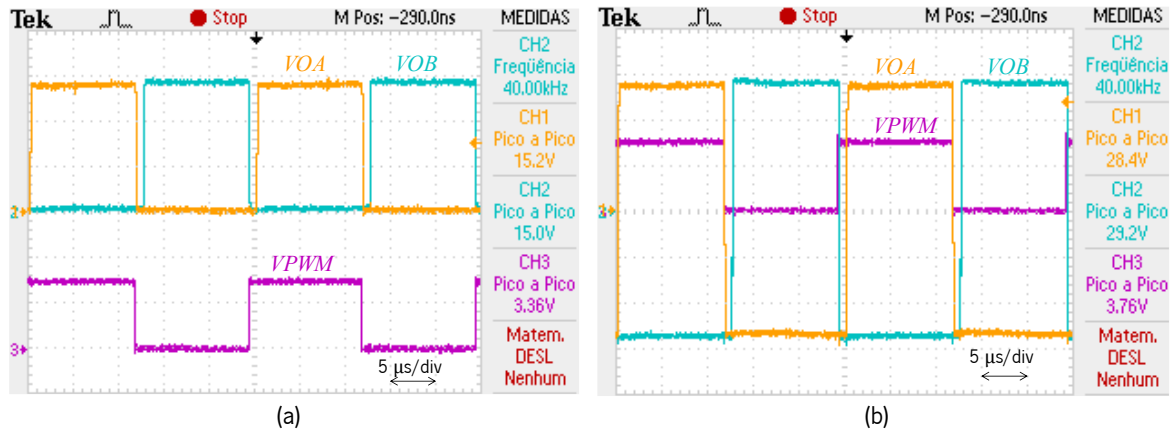 Tek Stop M Pos: -290.0ns MEDIDAS
VOA VOB
CH2
Freqüência
40.00kHz
CH1
Pico a Pico
15.2V
2
CH2
Pico a Pico
15.0V
VPWM
CH3
Pico a Pico
3.36V
3
5 μs/div
Matem.
DESL
Nenhum
(a)
Tek Stop M Pos: -290.0ns MEDIDAS
VOA VOB
CH2
Freqüência
40.00kHz
VPWM
CH1
Pico a Pico
28.4V
CH2
Pico a Pico
29.2V
CH3
Pico a Pico
3.76V
5 μs/div
Matem.
DESL
Nenhum
(b)